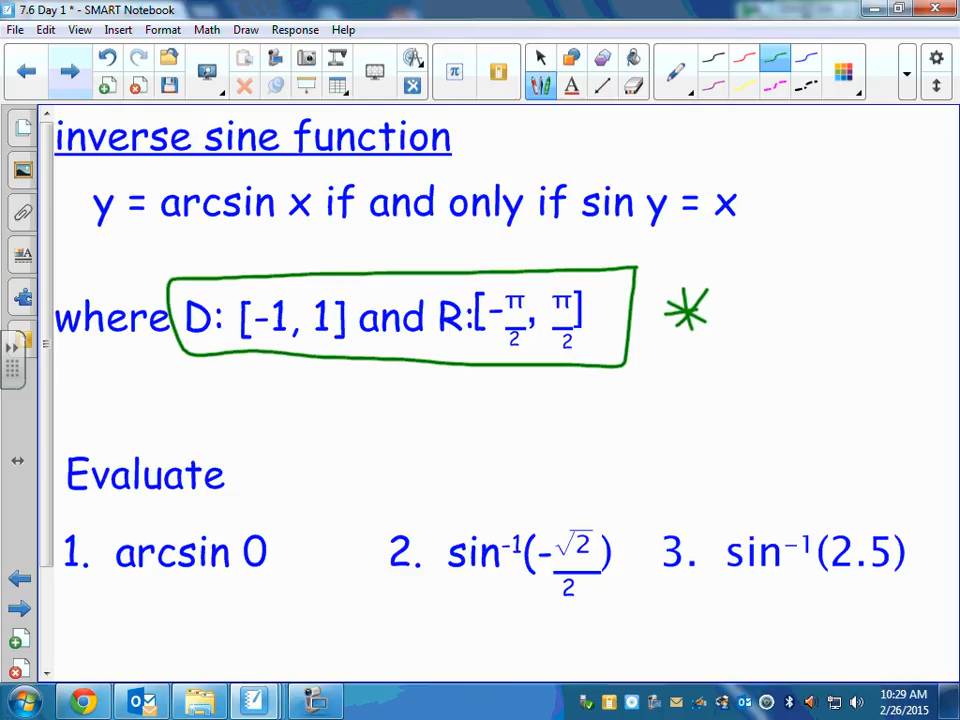 7.6 Day 1 * - SMART Notebook
File Edit View Insert Format Math Draw Response Help
inverse sine function
y = arcsin x if and only if sin y = x
where D: [-1, 1] and R:[-π/2, π/2]
Evaluate
1. arcsin 0 2. sin⁻¹(-√2/2) 3. sin⁻¹(2.5)
10:29 AM
2/26/2015